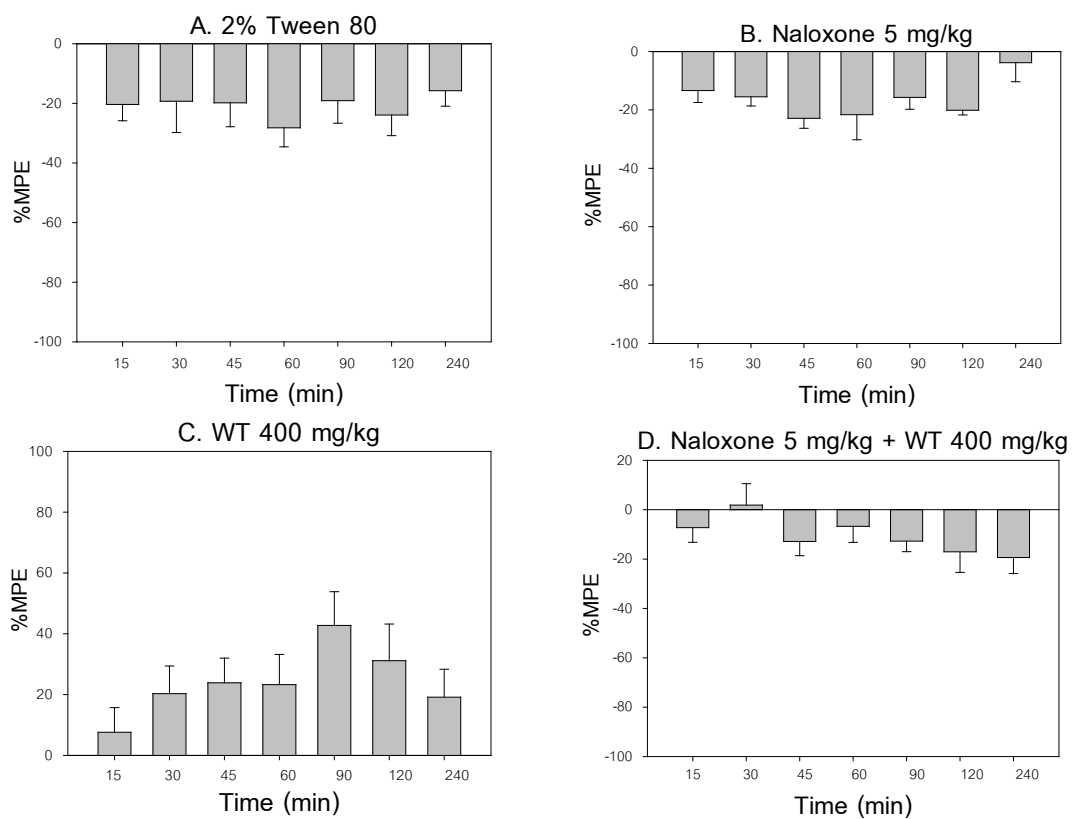 A. 2% Tween 80
0
-20
-40
-60
-80
-100
%MPE
15 30 45 60 90 120 240
Time (min)
B. Naloxone 5 mg/kg
0
-20
-40
-60
-80
-100
%MPE
15 30 45 60 90 120 240
Time (min)
C. WT 400 mg/kg
100
80
60
40
20
0
%MPE
15 30 45 60 90 120 240
Time (min)
D. Naloxone 5 mg/kg + WT 400 mg/kg
20
0
-20
-40
-60
-80
-100
%MPE
15 30 45 60 90 120 240
Time (min)